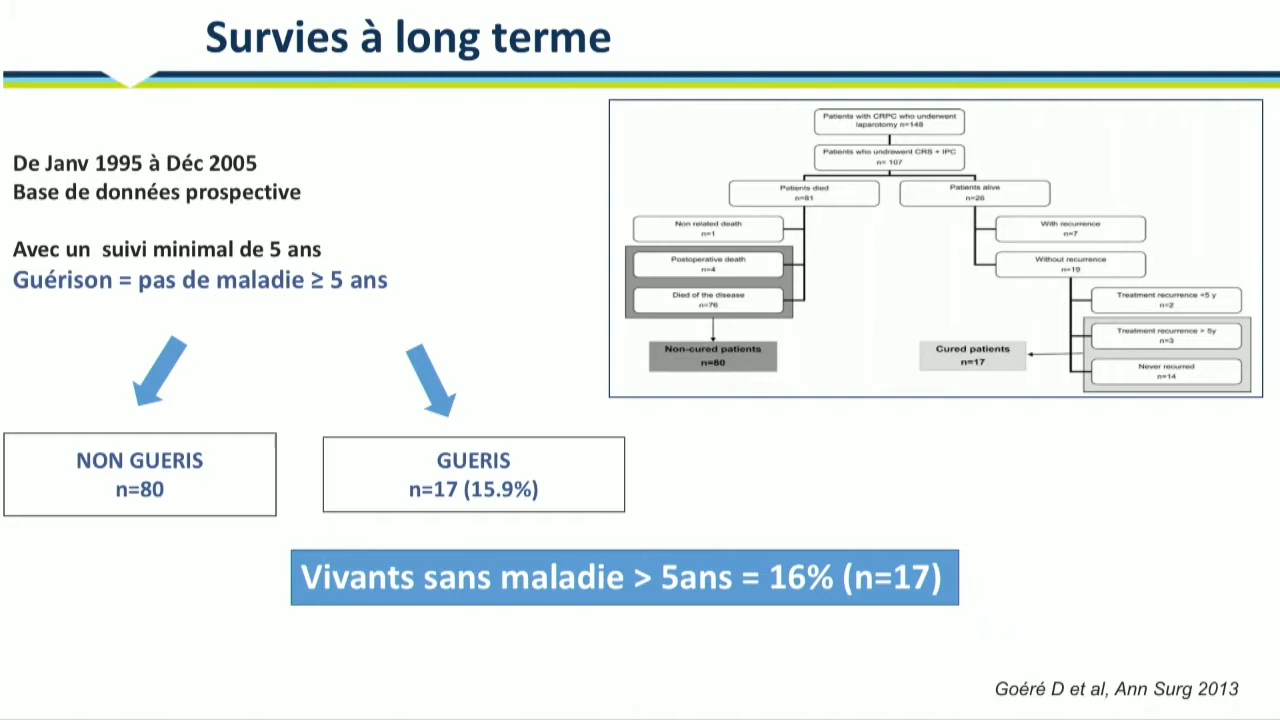 Survies à long terme
De Janv 1995 à Déc 2005
Base de données prospective
Avec un suivi minimal de 5 ans
Guérison = pas de maladie ≥ 5 ans
NON GUERIS
n=80
GUERIS
n=17 (15.9%)
Vivants sans maladie > 5ans = 16% (n=17)
Patients with CRPC who underwent
laparotomy n=148
Patients who undrewent CRS + IPC
n= 107
Patients died
n=81
Patients alive
n=26
Non related death
n=1
Postoperative death
n=4
Died of the disease
n=76
Non-cured patients
n=80
With recurrence
n=7
Without recurrence
n=19
Treatment recurrence <5 y
n=2
Treatment recurrence > 5y
n=3
Never recurred
n=14
Cured patients
n=17
Goéré D et al, Ann Surg 2013